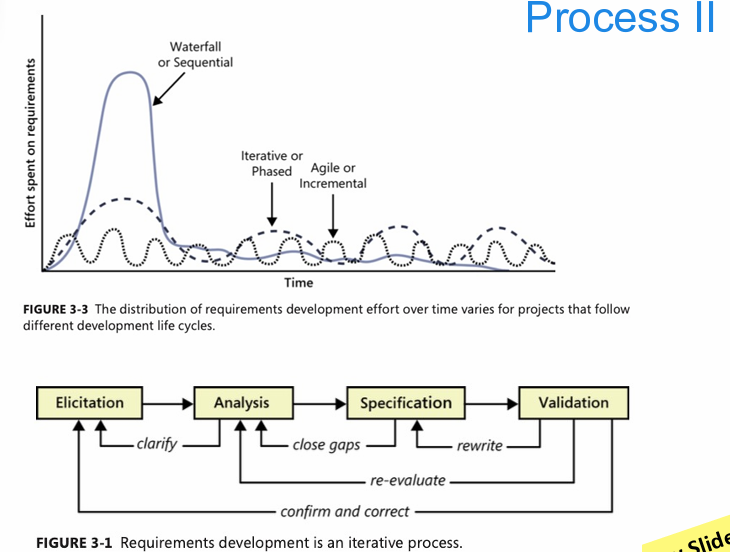 Process II
Waterfall
or Sequential
Effort spent on requirements
Iterative or
Phased
Agile or
Incremental
Time
FIGURE 3-3 The distribution of requirements development effort over time varies for projects that follow
different development life cycles.
Elicitation
Analysis
Specification
Validation
clarify
close gaps
rewrite
re-evaluate
confirm and correct
FIGURE 3-1 Requirements development is an iterative process.